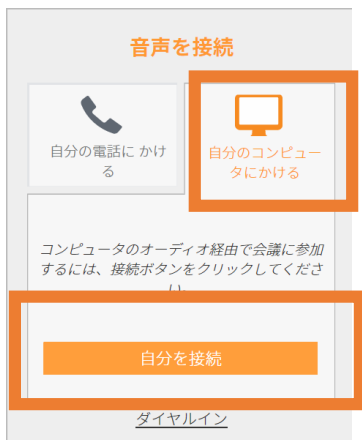 音声を接続
自分の電話に かけ
る
自分のコンピュー
タにかける
コンピュータのオーディオ経由で会議に参加
するには、接続ボタンをクリックしてくださ
い。
自分を接続
ダイヤルイン